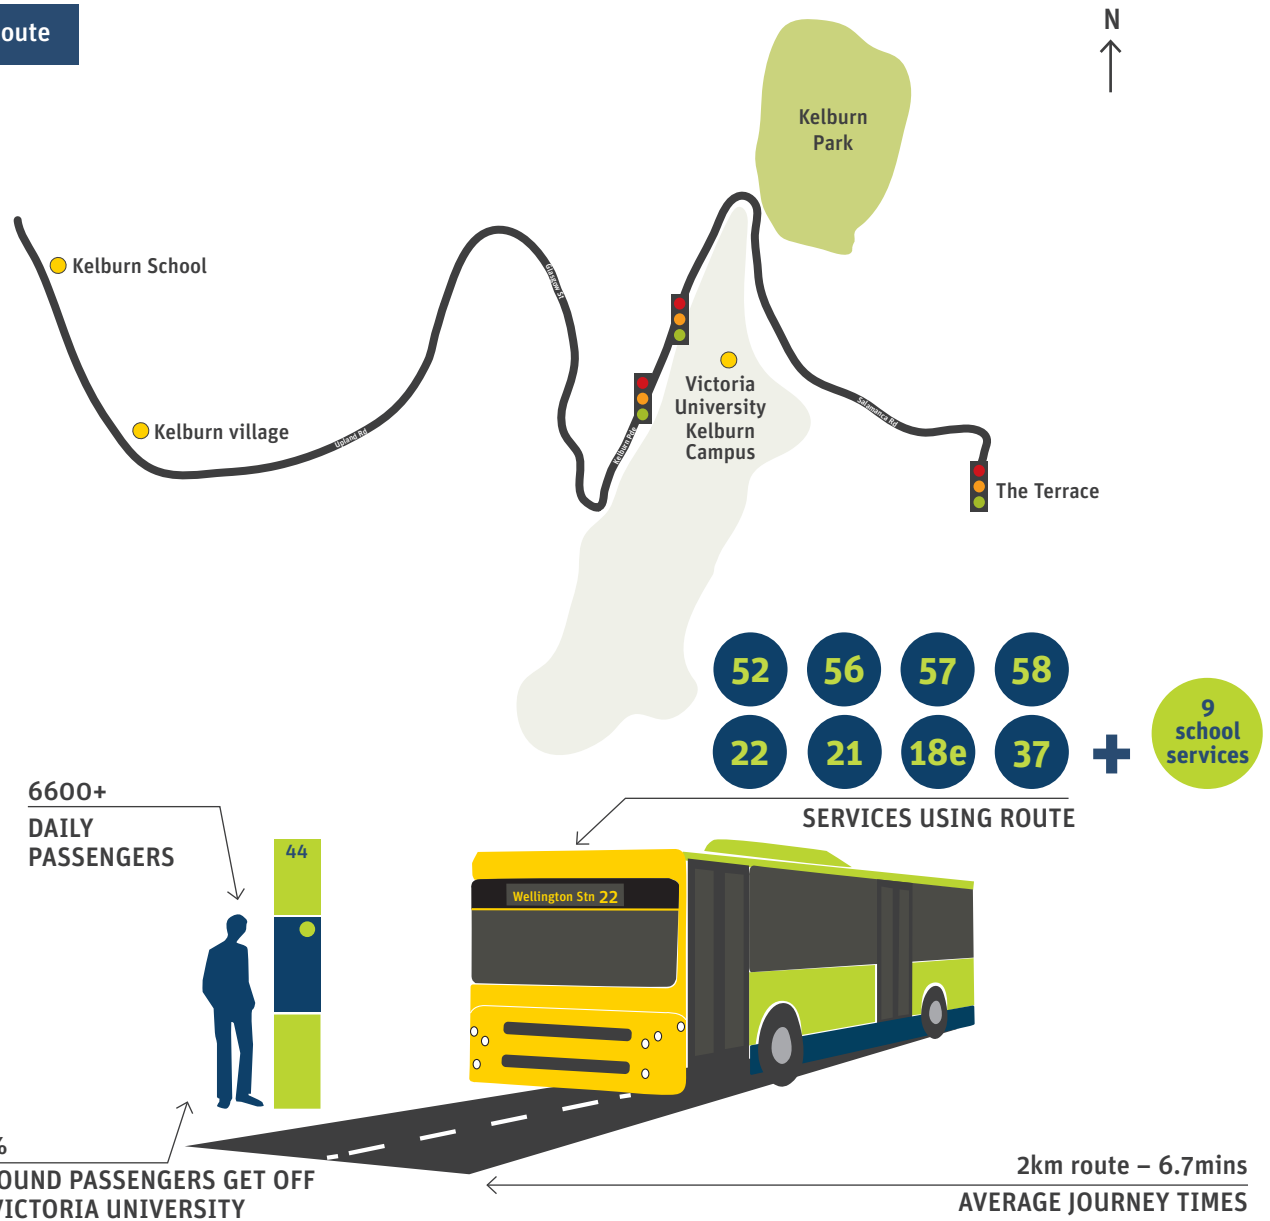 oute
N
Kelburn
Park
Kelburn School
Glasgow St
Victoria
University
Kelburn
Campus
Kelburn village
Upland Rd
Kelburn Pde
Salamanca Rd
The Terrace
52 56 57 58
22 21 18e 37
9
school
services
SERVICES USING ROUTE
6600+
DAILY
PASSENGERS
44
Wellington Stn 22
%
OUND PASSENGERS GET OFF
VICTORIA UNIVERSITY
2km route – 6.7mins
AVERAGE JOURNEY TIMES